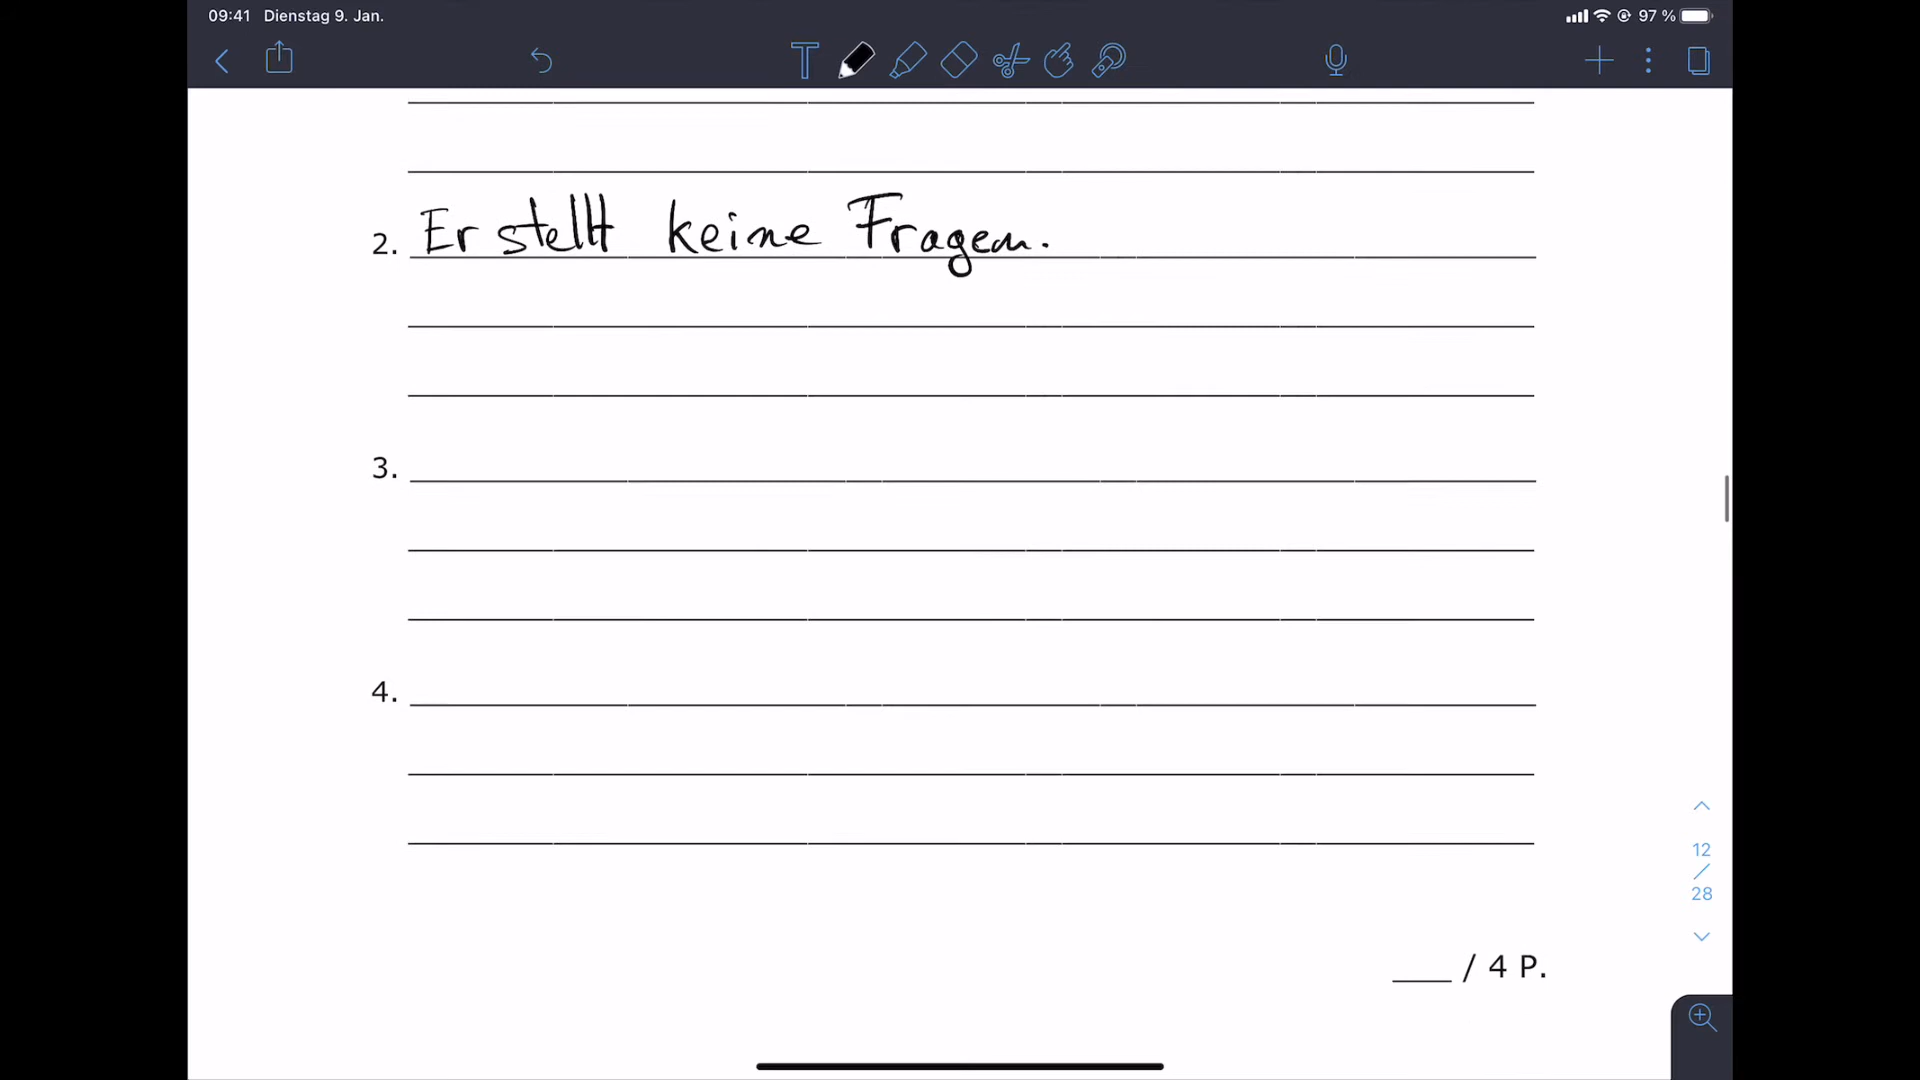 09:41 Dienstag 9. Jan. 97 %
2. Er stellt keine Fragen.
3.
4.
12
/
28
___ / 4 P.